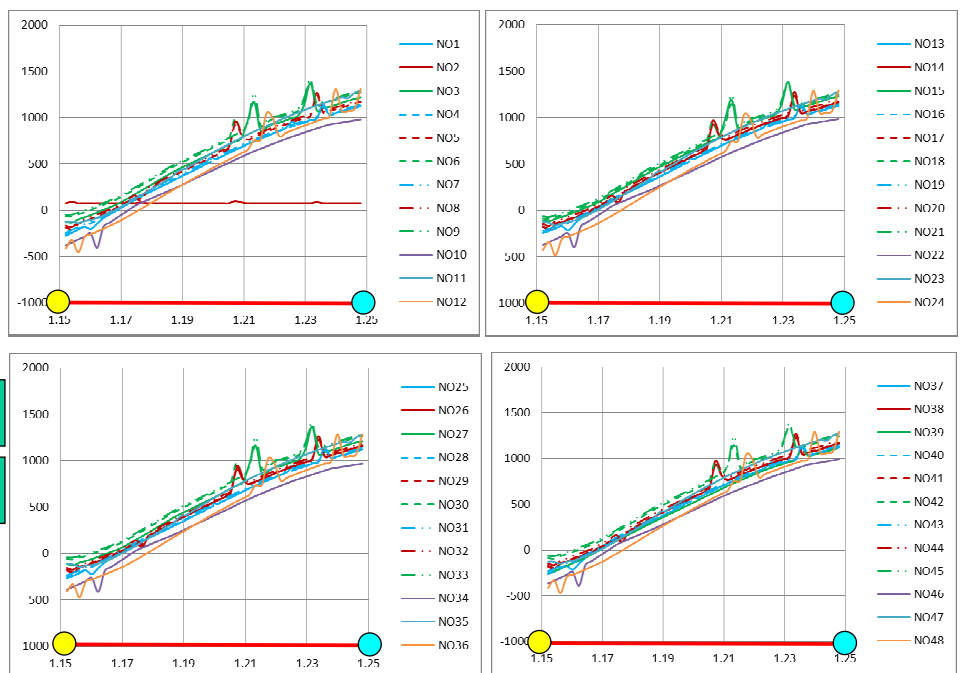 2000
1500
1000
500
0
-500
-1000
1.15 1.17 1.19 1.21 1.23 1.25
NO1
NO2
NO3
NO4
NO5
NO6
NO7
NO8
NO9
NO10
NO11
NO12
2000
1500
1000
500
0
500
1000
1.15 1.17 1.19 1.21 1.23 1.25
NO13
NO14
NO15
NO16
NO17
NO18
NO19
NO20
NO21
NO22
NO23
NO24
2000
1500
1000
500
0
500
1000
1.15 1.17 1.19 1.21 1.23 1.25
NO25
NO26
NO27
NO28
NO29
NO30
NO31
NO32
NO33
NO34
NO35
NO36
2000
1500
1000
500
0
-500
-1000
1.15 1.17 1.19 1.21 1.23 1.25
NO37
NO38
NO39
NO40
NO41
NO42
NO43
NO44
NO45
NO46
NO47
NO48